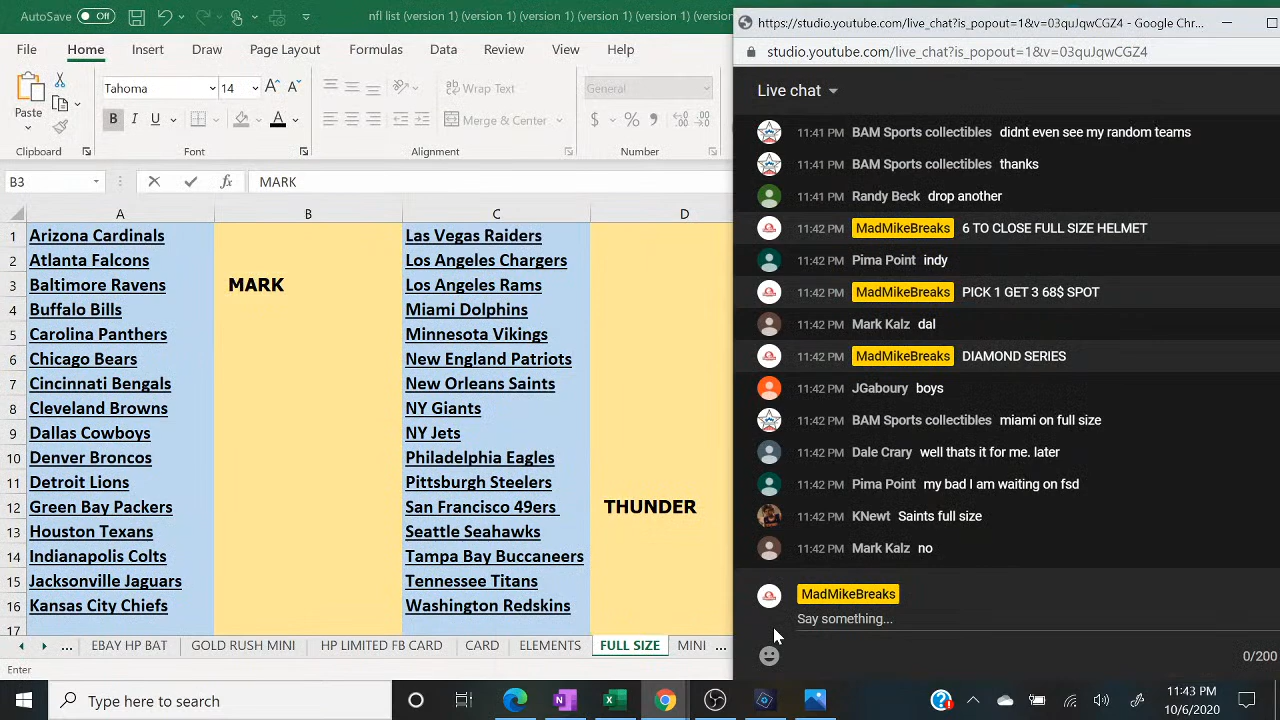 AutoSave Off
nfl list (version 1) (version 1) (version 1) (version 1)
File Home Insert Draw Page Layout Formulas Data Review View Help
Paste
Tahoma 14
Wrap Text
General
B I U
Merge & Center
$ %
Clipboard Font Alignment Number
B3 fx MARK
A B C D
1 Arizona Cardinals Las Vegas Raiders
2 Atlanta Falcons Los Angeles Chargers
3 Baltimore Ravens MARK Los Angeles Rams
4 Buffalo Bills Miami Dolphins
5 Carolina Panthers Minnesota Vikings
6 Chicago Bears New England Patriots
7 Cincinnati Bengals New Orleans Saints
8 Cleveland Browns NY Giants
9 Dallas Cowboys NY Jets
10 Denver Broncos Philadelphia Eagles
11 Detroit Lions Pittsburgh Steelers
12 Green Bay Packers San Francisco 49ers THUNDER
13 Houston Texans Seattle Seahawks
14 Indianapolis Colts Tampa Bay Buccaneers
15 Jacksonville Jaguars Tennessee Titans
16 Kansas City Chiefs Washington Redskins
17
... EBAY HP BAT GOLD RUSH MINI HP LIMITED FB CARD CARD ELEMENTS FULL SIZE MINI ...
Enter
https://studio.youtube.com/live_chat?is_popout=1&v=03quJqwCGZ4 - Google Chr...
studio.youtube.com/live_chat?is_popout=1&v=03quJqwCGZ4
Live chat
11:41 PM BAM Sports collectibles didnt even see my random teams
11:41 PM BAM Sports collectibles thanks
11:41 PM Randy Beck drop another
11:42 PM MadMikeBreaks 6 TO CLOSE FULL SIZE HELMET
11:42 PM Pima Point indy
11:42 PM MadMikeBreaks PICK 1 GET 3 68$ SPOT
11:42 PM Mark Kalz dal
11:42 PM MadMikeBreaks DIAMOND SERIES
11:42 PM JGaboury boys
11:42 PM BAM Sports collectibles miami on full size
11:42 PM Dale Crary well thats it for me. later
11:42 PM Pima Point my bad I am waiting on fsd
11:42 PM KNewt Saints full size
11:42 PM Mark Kalz no
MadMikeBreaks
Say something...
0/200
Type here to search
11:43 PM
10/6/2020